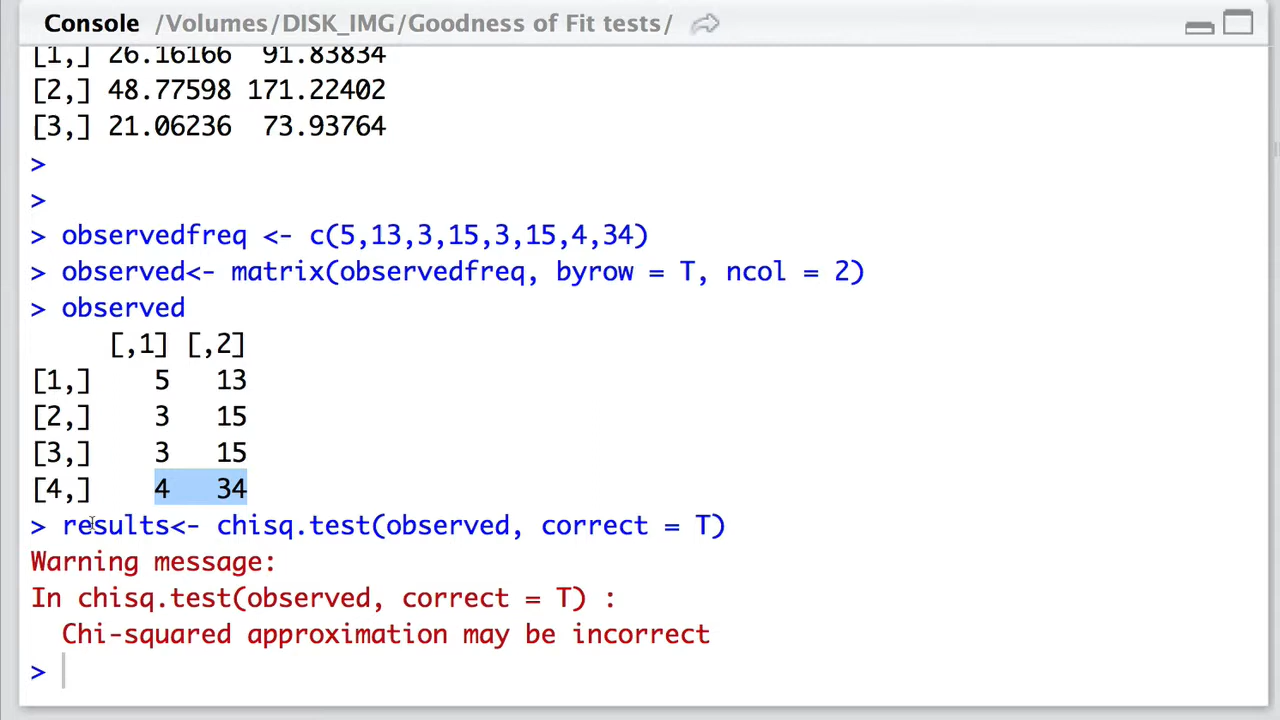 Console /Volumes/DISK_IMG/Goodness of Fit tests/
[1,] 26.16166 91.83834
[2,] 48.77598 171.22402
[3,] 21.06236 73.93764
>
>
> observedfreq <- c(5,13,3,15,3,15,4,34)
> observed<- matrix(observedfreq, byrow = T, ncol = 2)
> observed
[,1] [,2]
[1,] 5 13
[2,] 3 15
[3,] 3 15
[4,] 4 34
> results<- chisq.test(observed, correct = T)
Warning message:
In chisq.test(observed, correct = T) :
Chi-squared approximation may be incorrect
>